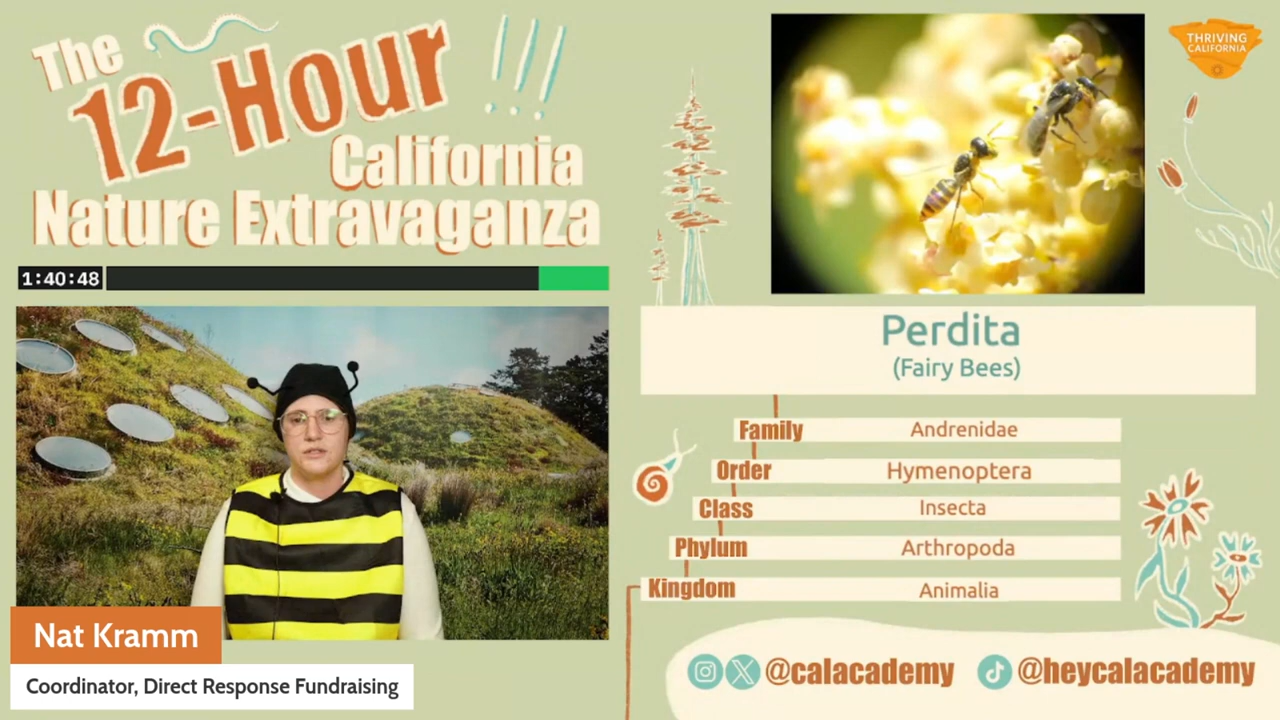 The
12-Hour !!!
California
Nature Extravaganza
1:40:48
THRIVING
CALIFORNIA
Perdita
(Fairy Bees)
Family Andrenidae
Order Hymenoptera
Class Insecta
Phylum Arthropoda
Kingdom Animalia
Nat Kramm
Coordinator, Direct Response Fundraising
@calacademy @heycalacademy